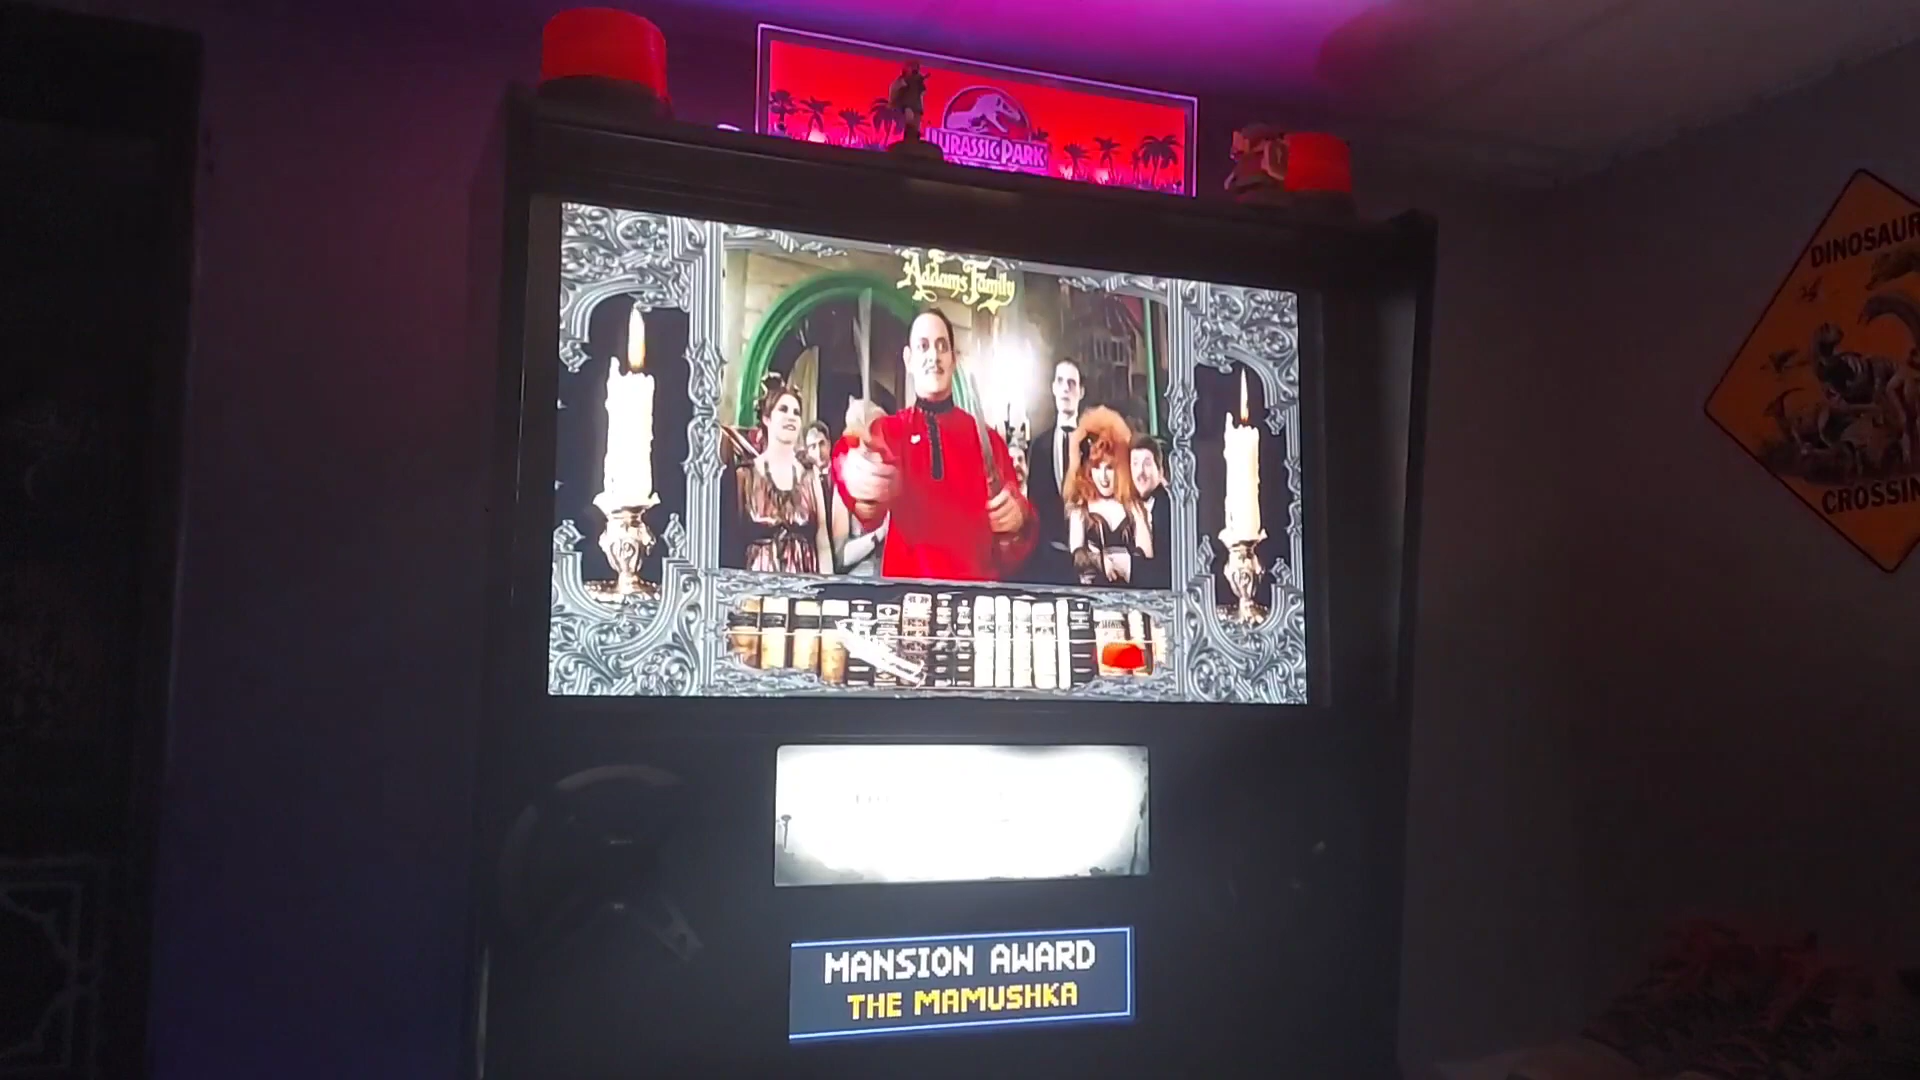 JURASSIC PARK
Addams Family
DINOSAUR
CROSSIN
MANSION AWARD
THE MAMUSHKA